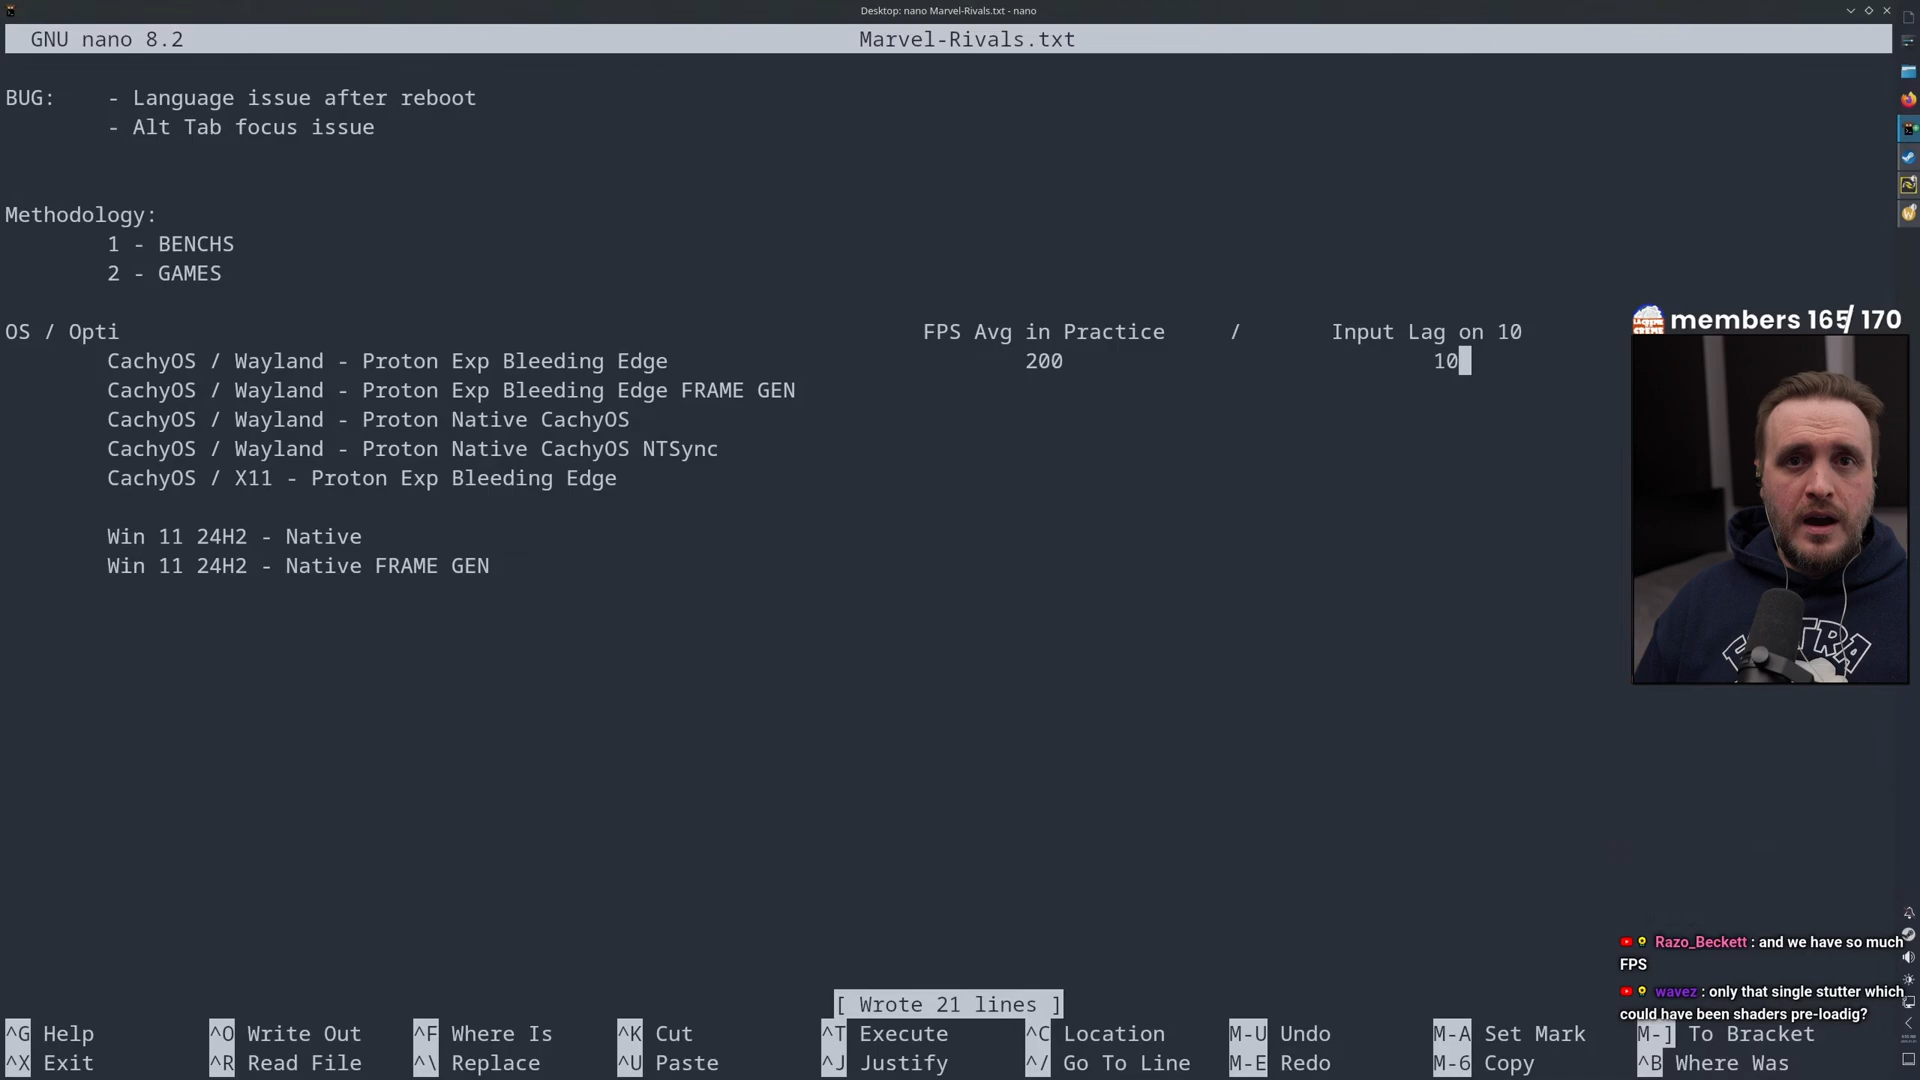 Desktop: nano Marvel-Rivals.txt - nano
GNU nano 8.2 Marvel-Rivals.txt
BUG: - Language issue after reboot
- Alt Tab focus issue
Methodology:
1 - BENCHS
2 - GAMES
OS / Opti FPS Avg in Practice / Input Lag on 10
CachyOS / Wayland - Proton Exp Bleeding Edge 200 10
CachyOS / Wayland - Proton Exp Bleeding Edge FRAME GEN
CachyOS / Wayland - Proton Native CachyOS
CachyOS / Wayland - Proton Native CachyOS NTSync
CachyOS / X11 - Proton Exp Bleeding Edge
Win 11 24H2 - Native
Win 11 24H2 - Native FRAME GEN
members 165/170
Razo_Beckett : and we have so much
FPS
wavez : only that single stutter which
could have been shaders pre-loadig?
[ Wrote 21 lines ]
^G Help ^O Write Out ^F Where Is ^K Cut ^T Execute ^C Location M-U Undo M-A Set Mark M-] To Bracket
^X Exit ^R Read File ^\ Replace ^U Paste ^J Justify ^/ Go To Line M-E Redo M-6 Copy ^B Where Was